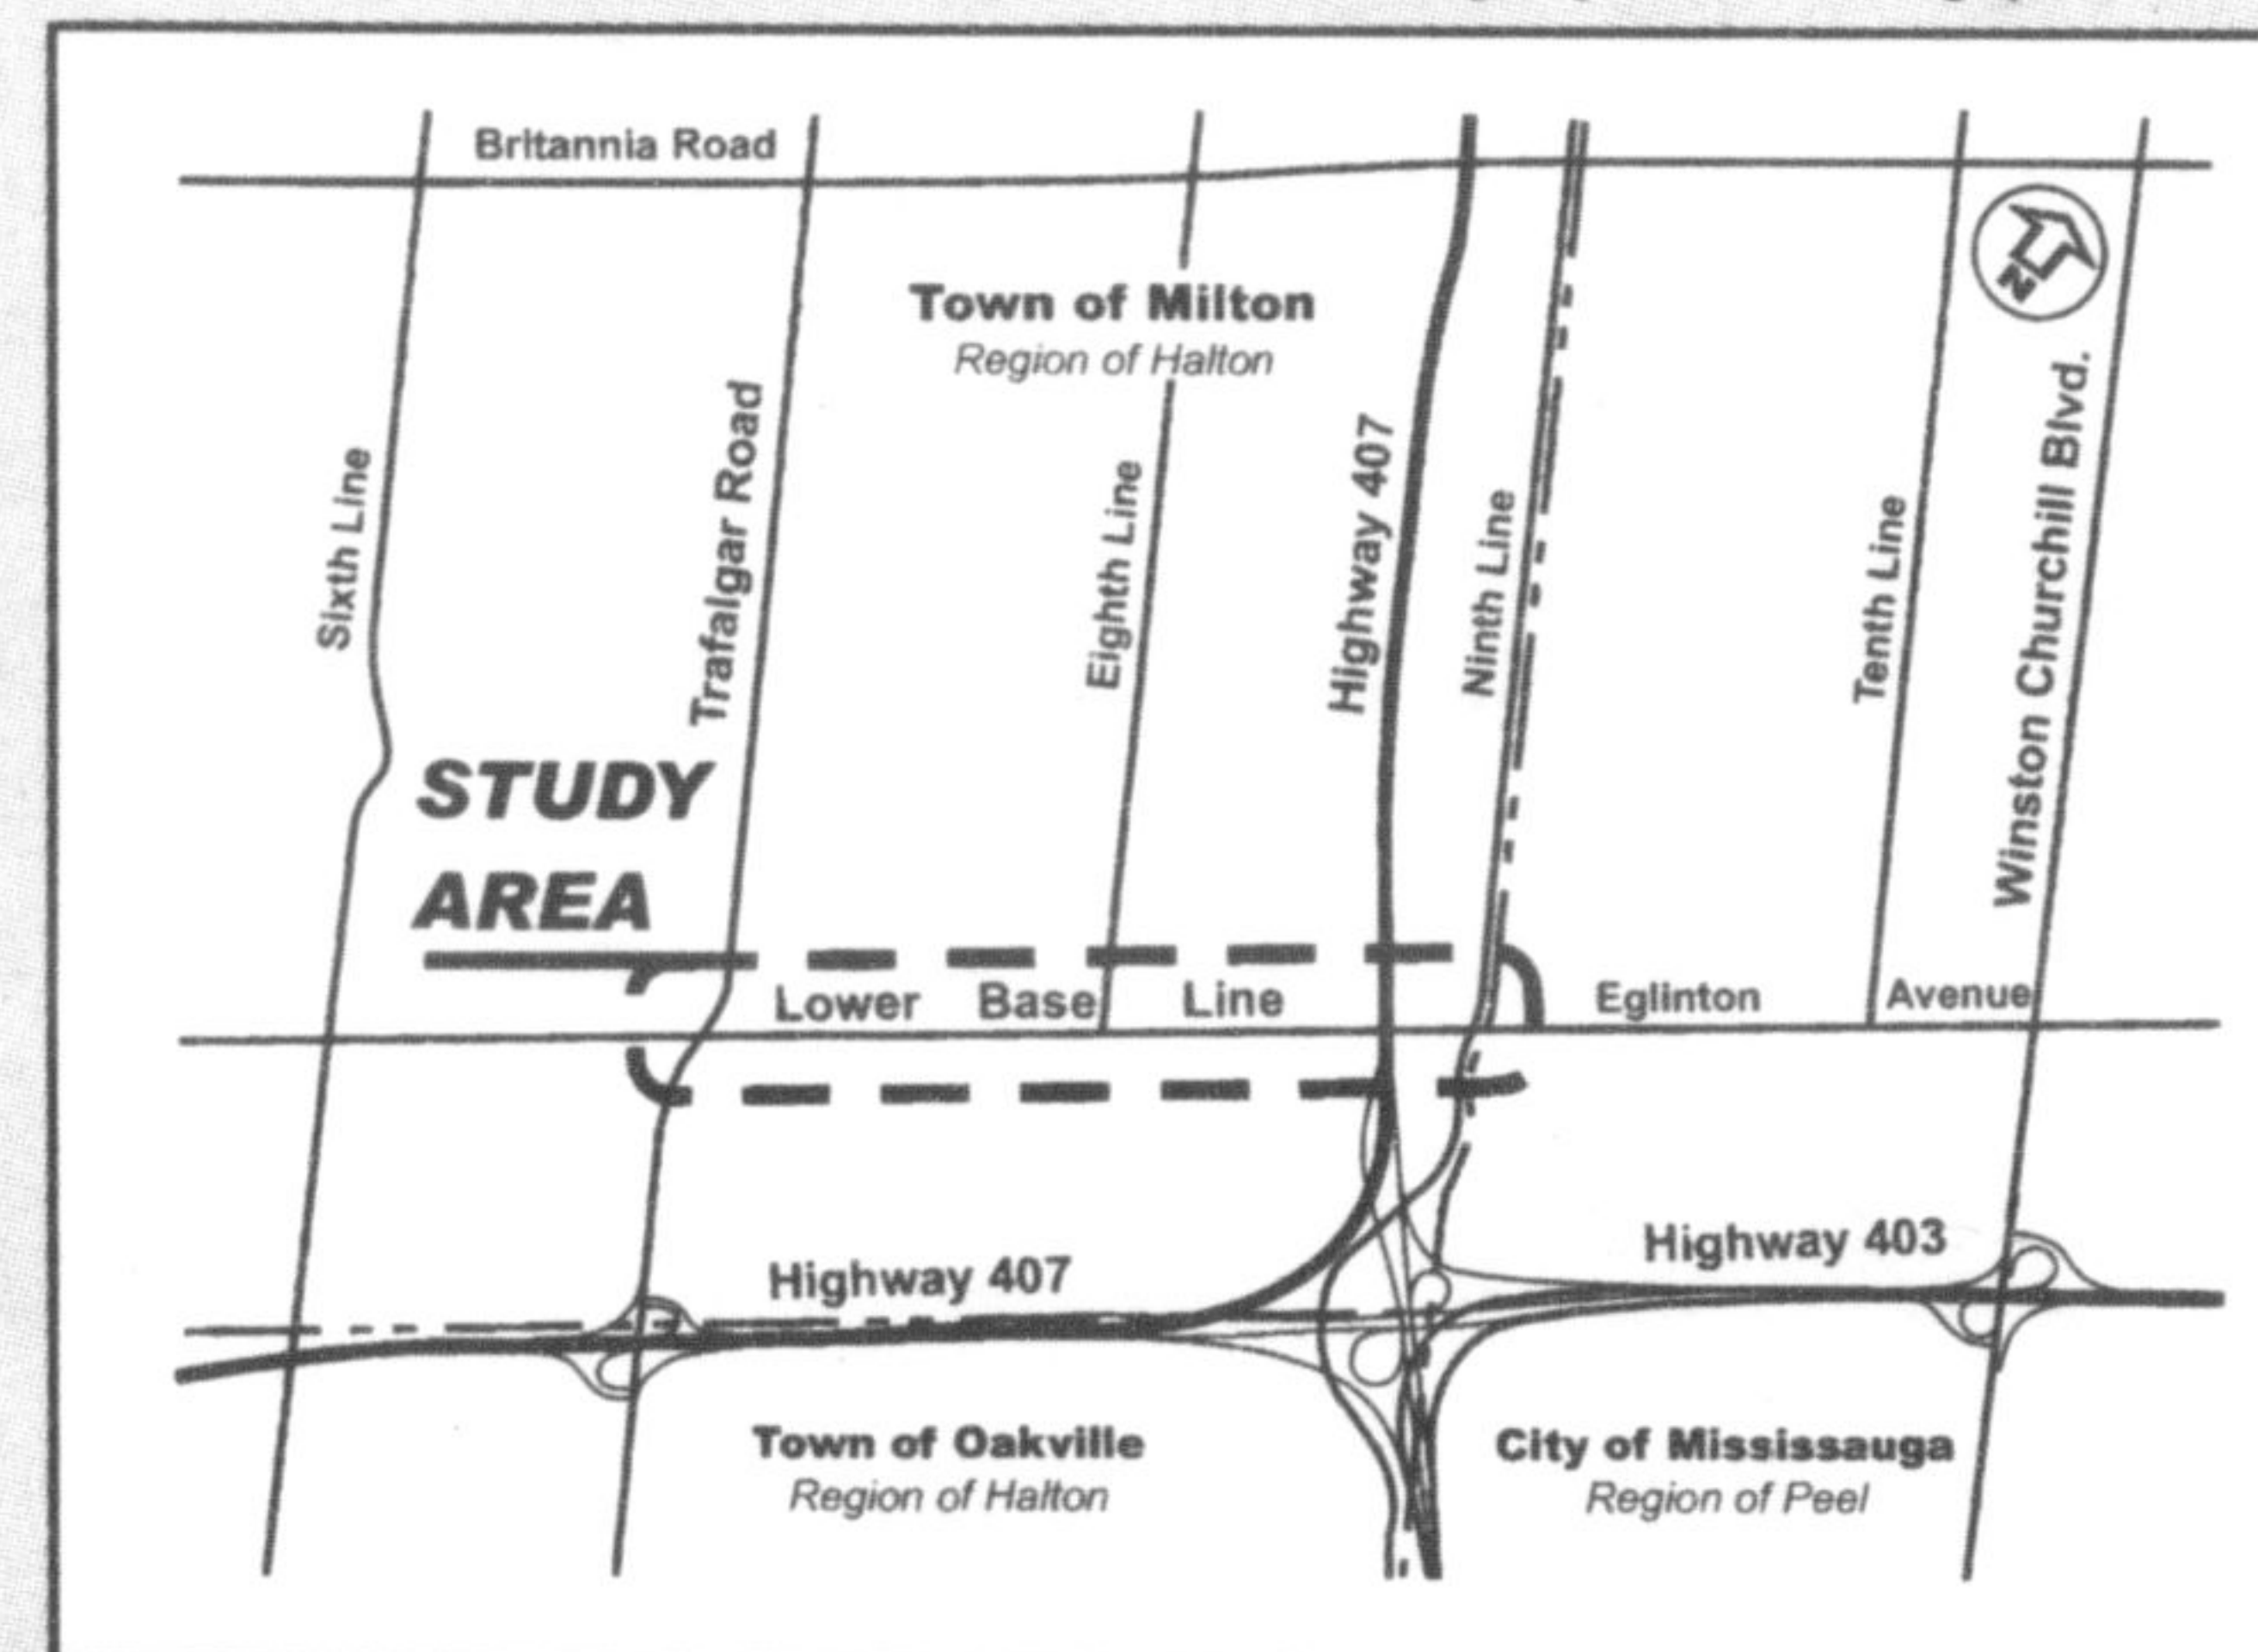 Britannia Road
Town of Milton
Region of Halton
N
Sixth Line
Trafalgar Road
Eighth Line
Highway 407
Ninth Line
Tenth Line
Winston Churchill Blvd.
STUDY
AREA
Lower Base Line
Eglinton Avenue
Highway 407
Highway 403
Town of Oakville
Region of Halton
City of Mississauga
Region of Peel